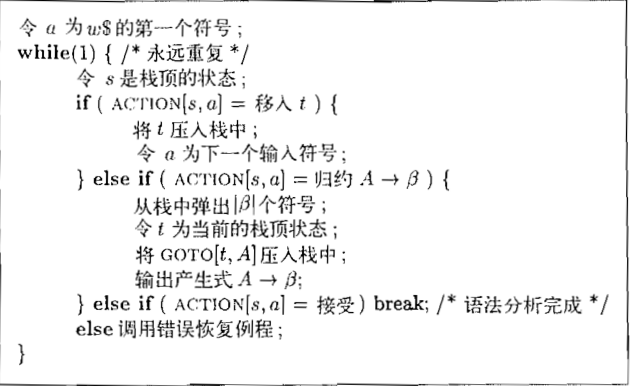 令 a 为 w$ 的第一个符号;
while(1) { /* 永远重复 */
令 s 是栈顶的状态;
if ( ACTION[s, a] = 移入 t ) {
将 t 压入栈中;
令 a 为下一个输入符号;
} else if ( ACTION[s, a] = 归约 A → β ) {
从栈中弹出|β|个符号;
令 t 为当前的栈顶状态;
将 GOTO[t, A] 压入栈中;
输出产生式 A → β;
} else if ( ACTION[s, a] = 接受 ) break; /* 语法分析完成 */
else 调用错误恢复例程;
}